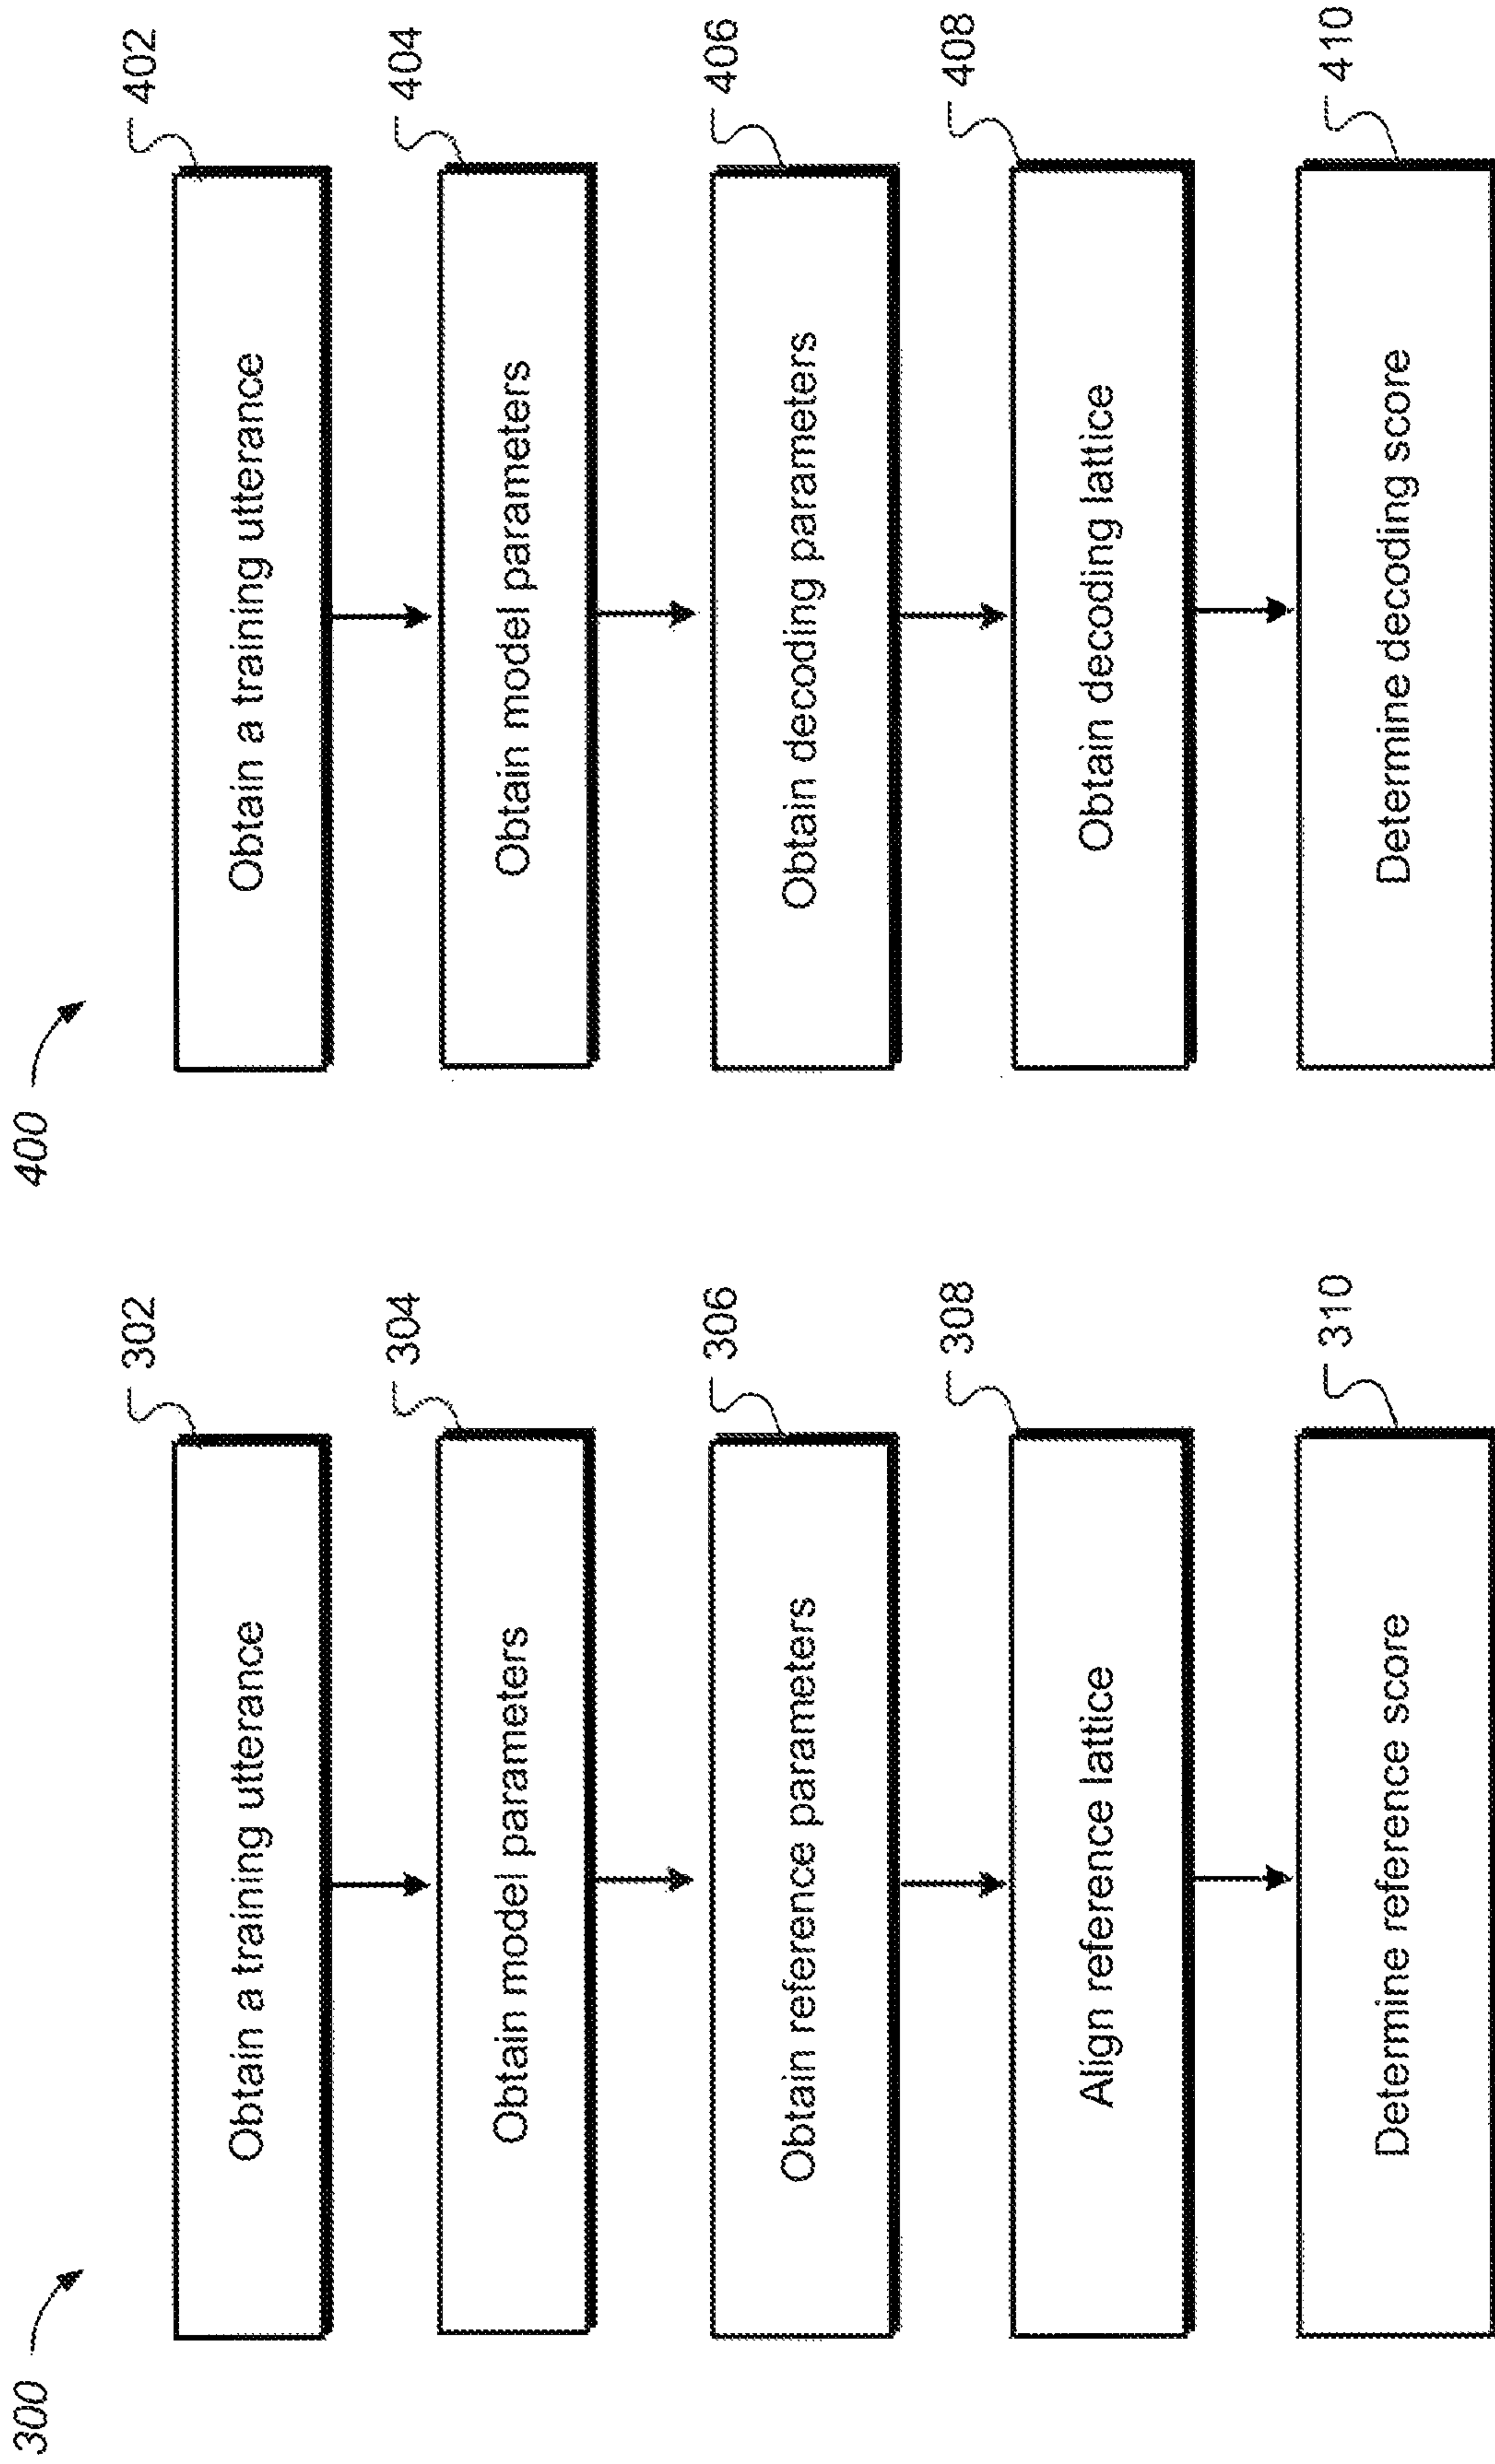 300
Obtain a training utterance
302
Obtain model parameters
304
Obtain reference parameters
306
Align reference lattice
308
Determine reference score
310
400
Obtain a training utterance
402
Obtain model parameters
404
Obtain decoding parameters
406
Obtain decoding lattice
408
Determine decoding score
410